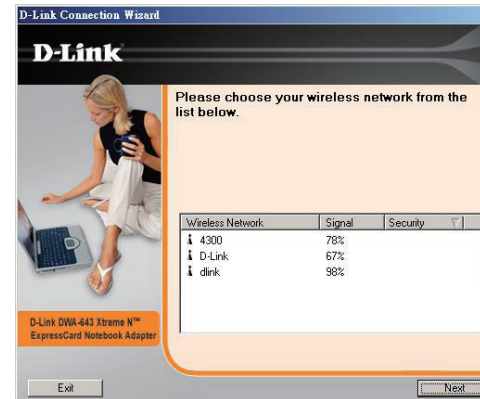 D-Link Connection Wizard
D-Link
Please choose your wireless network from the
list below.
Wireless Network Signal Security
4300 78%
D-Link 67%
dlink 98%
D-Link DWA-643 Xtreme N™
ExpressCard Notebook Adapter
Exit Next